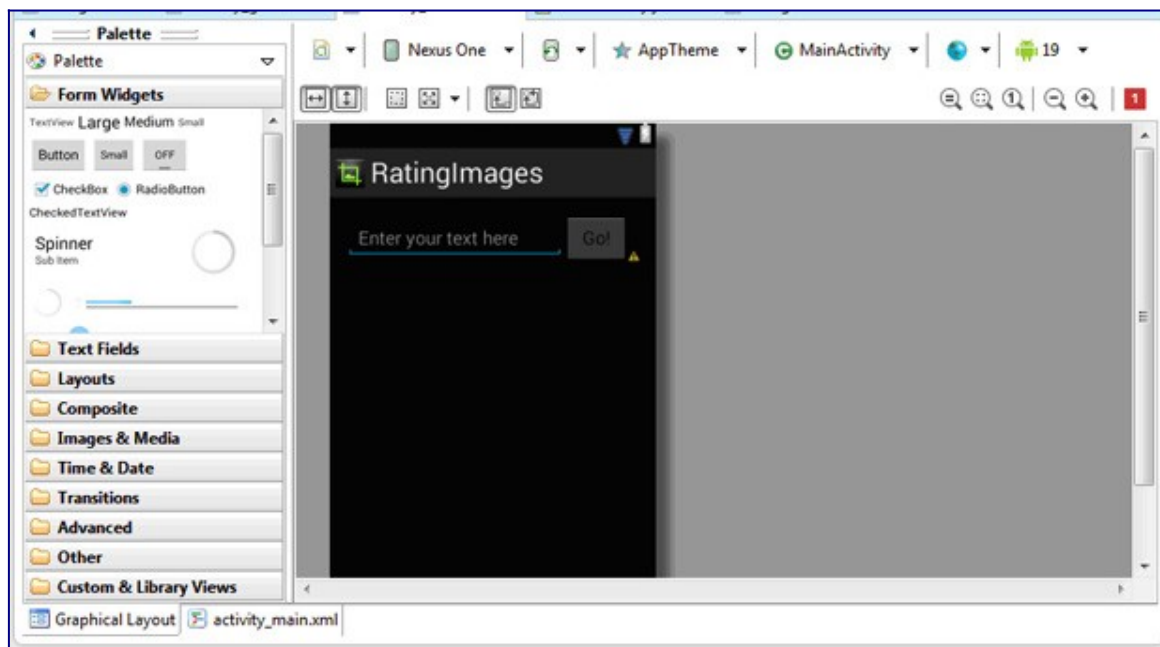 Palette
Palette
Form Widgets
TextView Large Medium Small
Button Small OFF
CheckBox RadioButton
CheckedTextView
Spinner
Sub Item
Text Fields
Layouts
Composite
Images & Media
Time & Date
Transitions
Advanced
Other
Custom & Library Views
Nexus One AppTheme MainActivity 19
1 1
RatingImages
Enter your text here Go!
Graphical Layout activity_main.xml